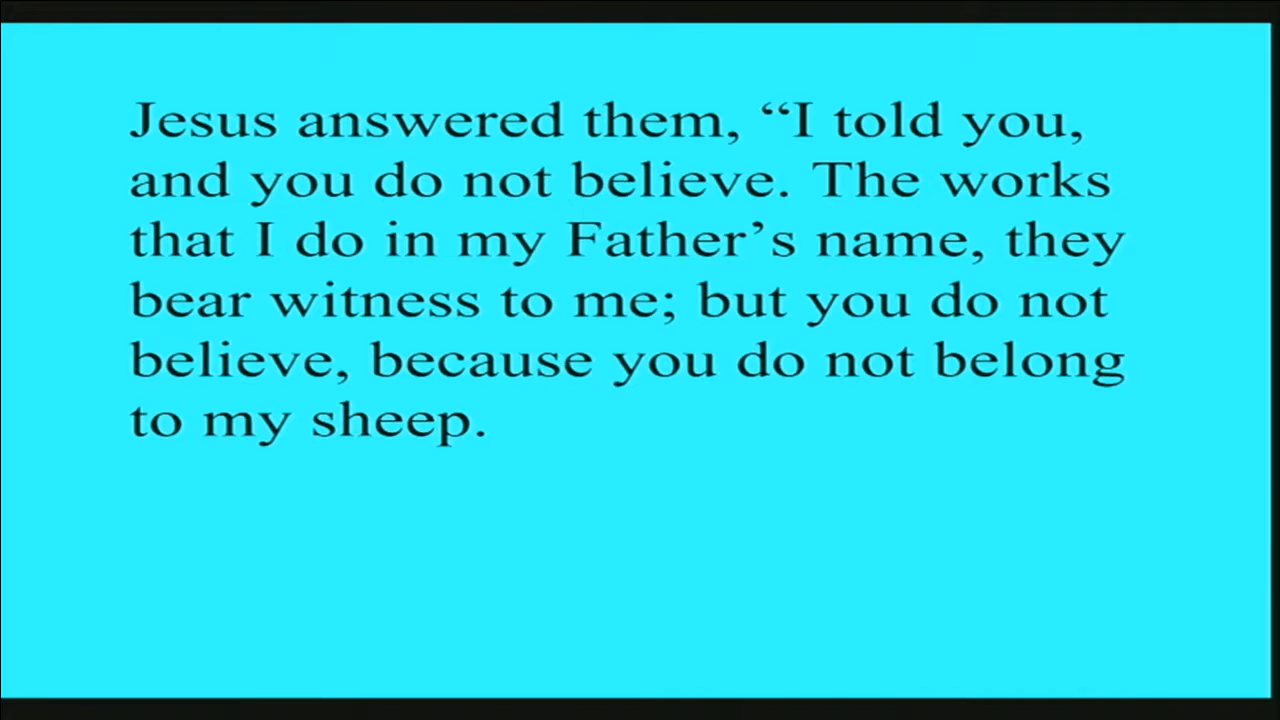 Jesus answered them, “I told you,
and you do not believe. The works
that I do in my Father’s name, they
bear witness to me; but you do not
believe, because you do not belong
to my sheep.